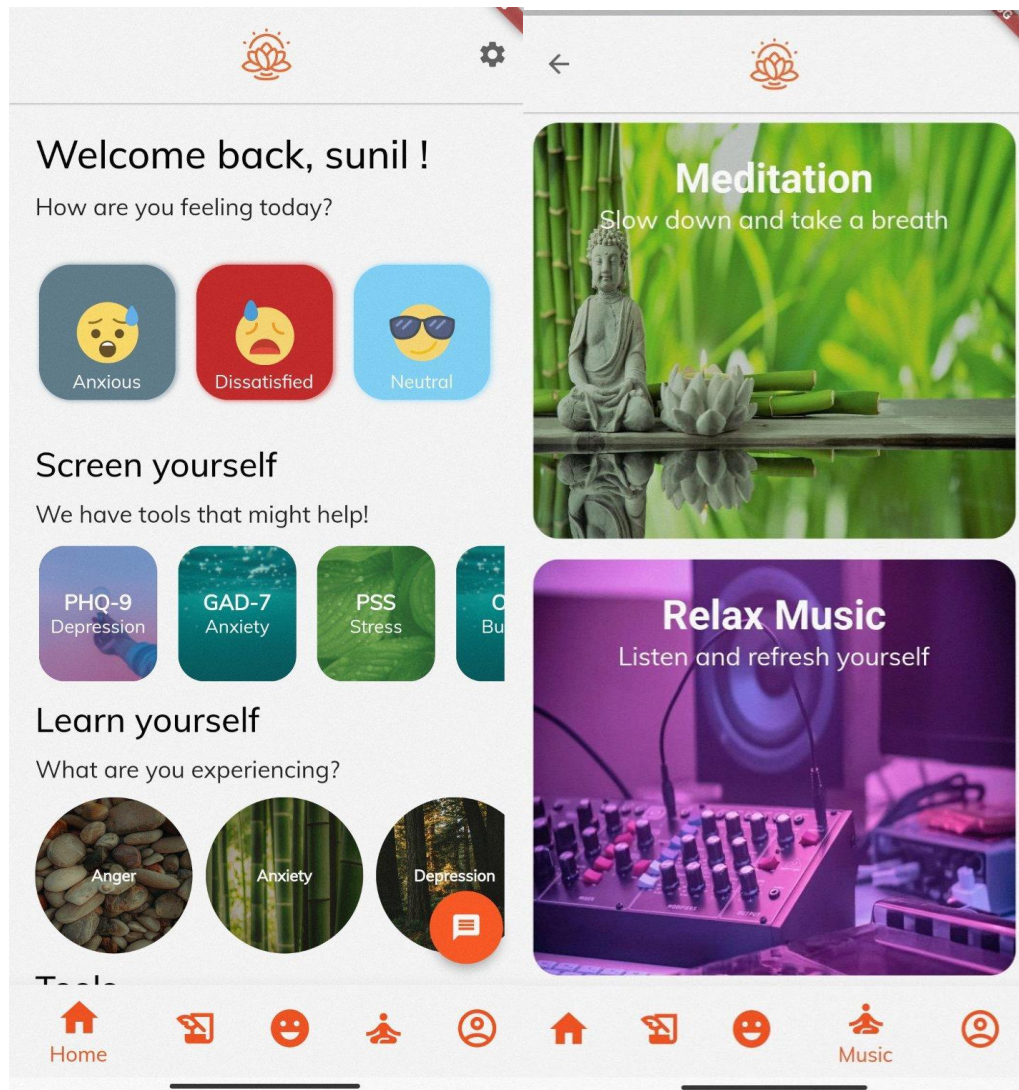 Welcome back, sunil !
How are you feeling today?
Anxious
Dissatisfied
Neutral
Screen yourself
We have tools that might help!
PHQ-9
Depression
GAD-7
Anxiety
PSS
Stress
Learn yourself
What are you experiencing?
Anger
Anxiety
Depression
Tools
Home
Meditation
Slow down and take a breath
Relax Music
Listen and refresh yourself
Music